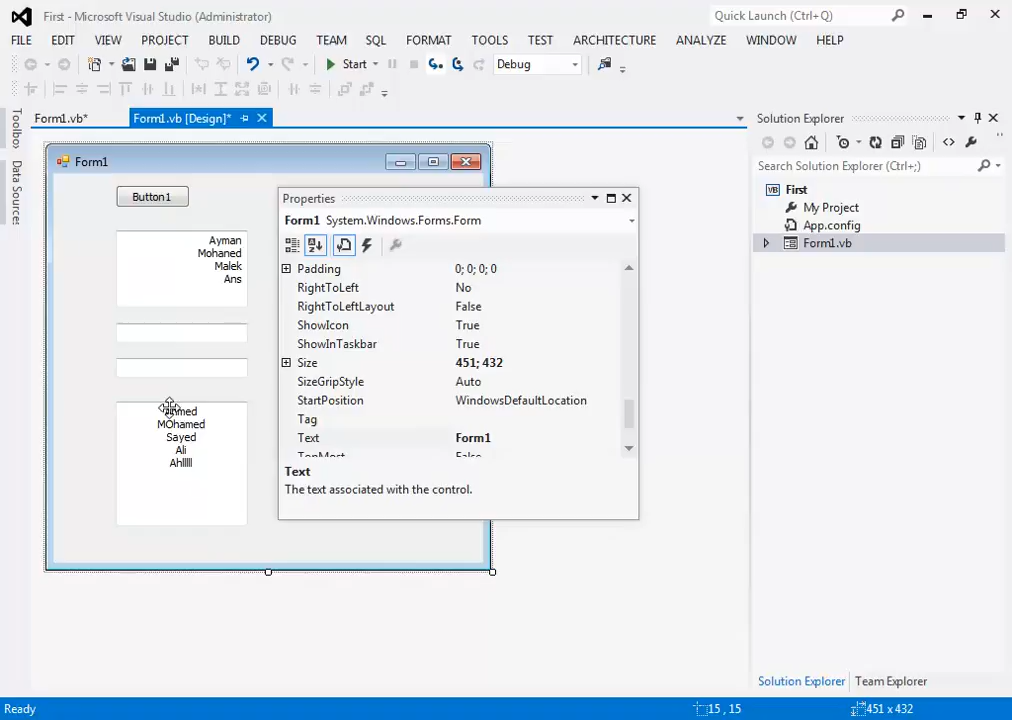 First - Microsoft Visual Studio (Administrator)
Quick Launch (Ctrl+Q)
FILE EDIT VIEW PROJECT BUILD DEBUG TEAM SQL FORMAT TOOLS TEST ARCHITECTURE ANALYZE WINDOW HELP
Start Debug
Form1.vb* Form1.vb [Design]*
Solution Explorer
Toolbox
Data Sources
Form1
Button1
Ayman
Mohaned
Malek
Ans
Ahmed
MOhamed
Sayed
Ali
Ahlllll
Properties
Form1 System.Windows.Forms.Form
Padding 0; 0; 0; 0
RightToLeft No
RightToLeftLayout False
ShowIcon True
ShowInTaskbar True
Size 451; 432
SizeGripStyle Auto
StartPosition WindowsDefaultLocation
Tag
Text Form1
TopMost False
Text
The text associated with the control.
Search Solution Explorer (Ctrl+;)
VB First
My Project
App.config
Form1.vb
Solution Explorer Team Explorer
Ready 15 , 15 451 x 432